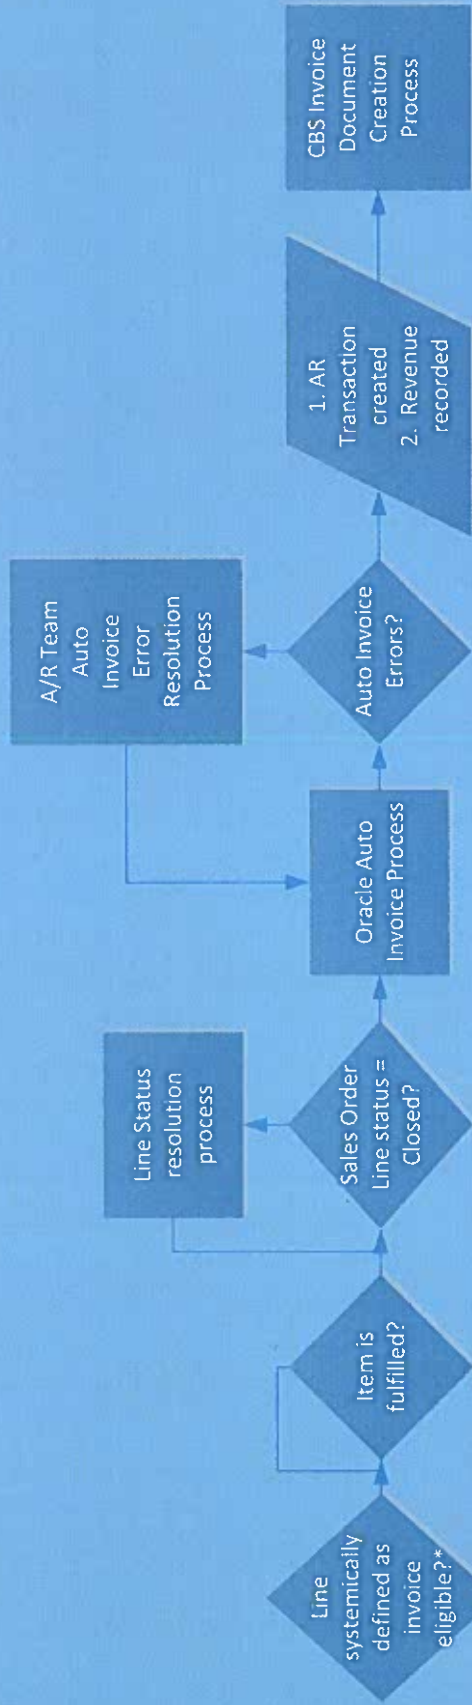 Line
systemically
defined as
invoice
eligible?*
Item is
fulfilled?
Line Status
resolution
process
Sales Order
Line status =
Closed?
Oracle Auto
Invoice Process
A/R Team
Auto
Invoice
Error
Resolution
Process
Auto Invoice
Errors?
1. AR
Transaction
created
2. Revenue
recorded
CBS Invoice
Document
Creation
Process